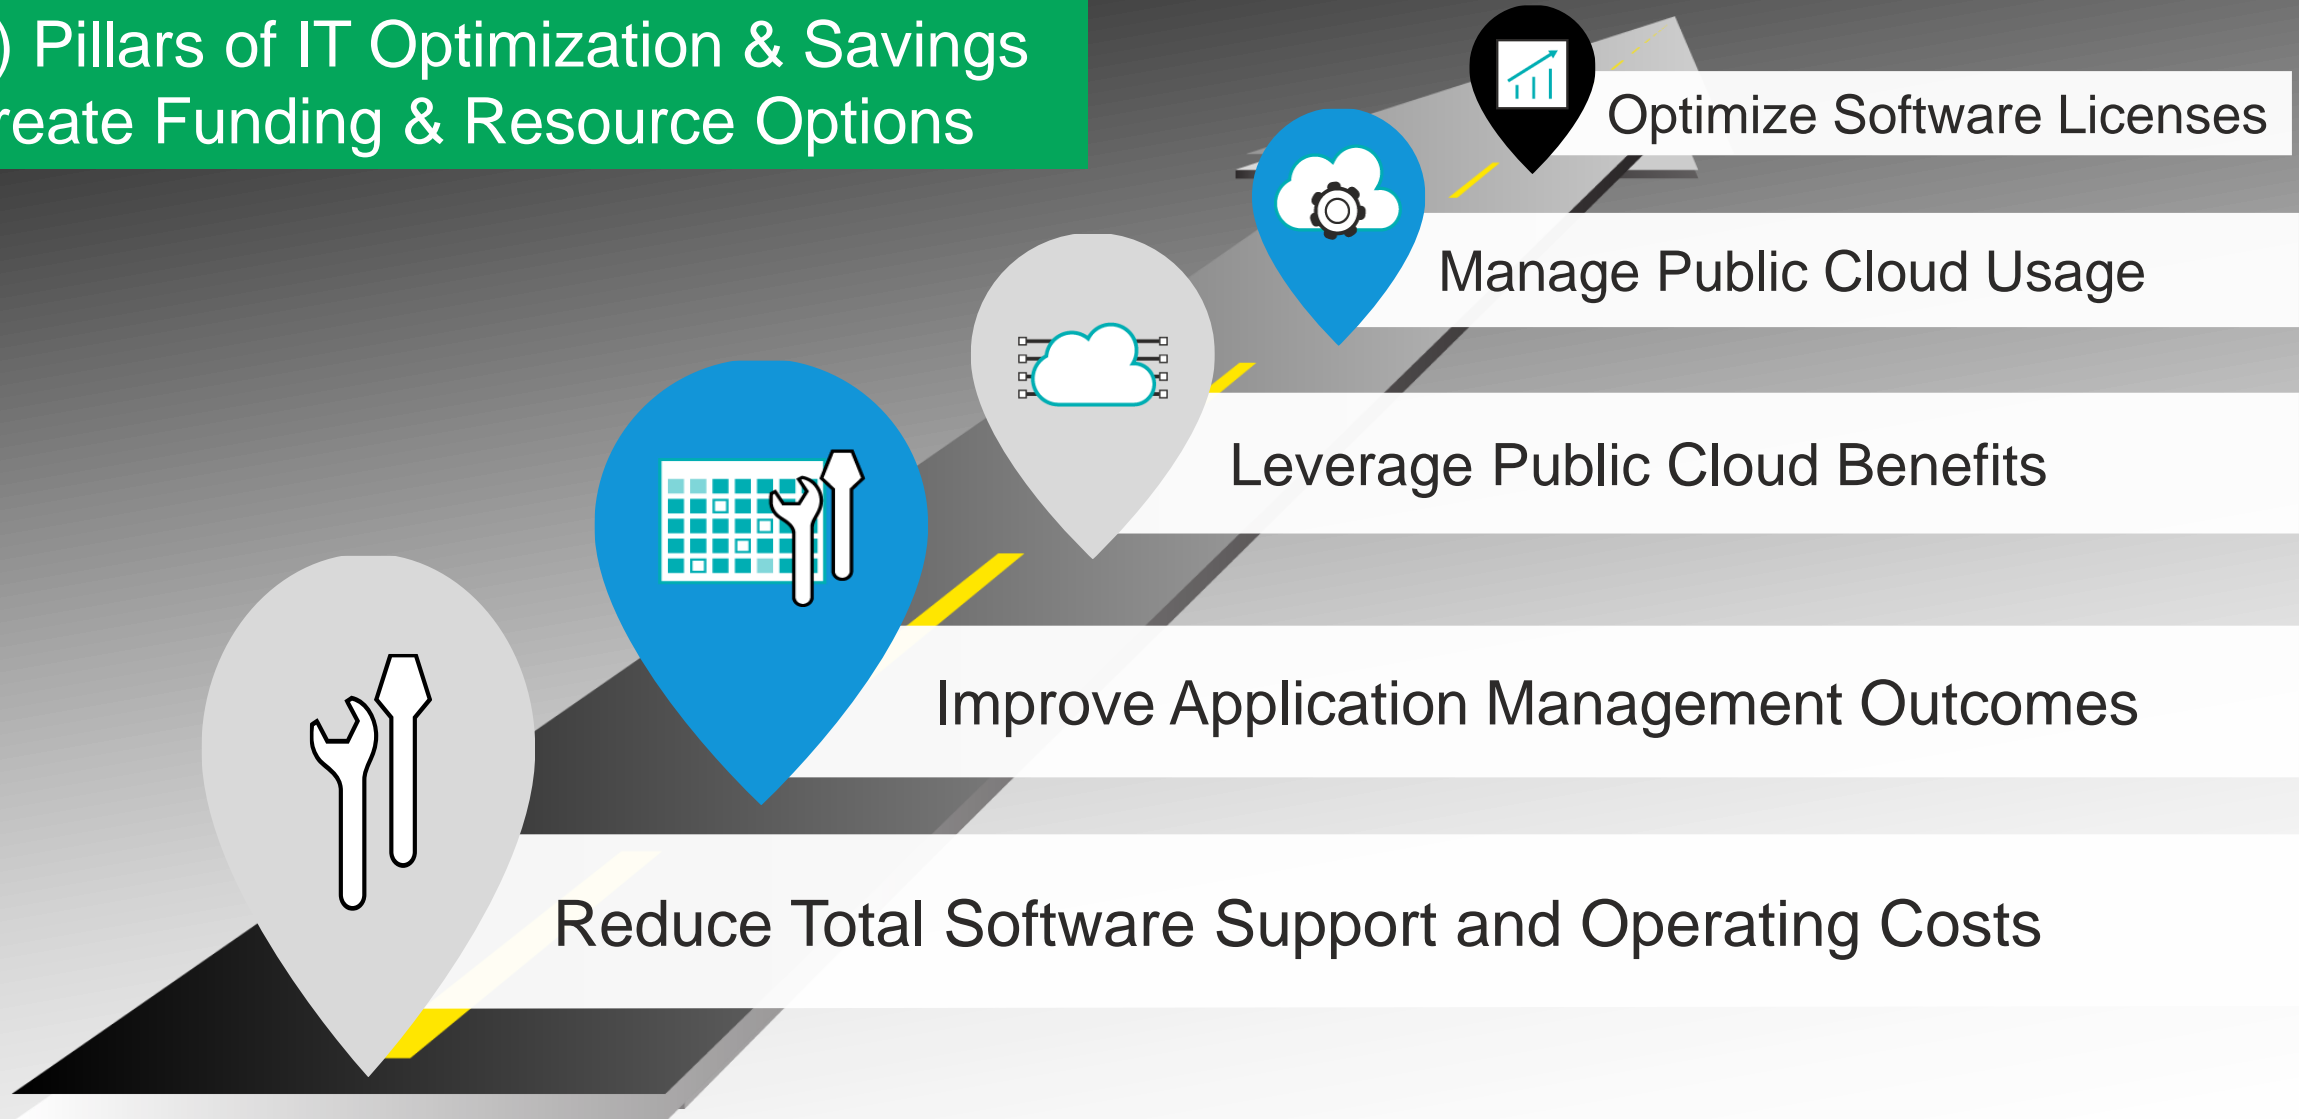 ) Pillars of IT Optimization & Savings
reate Funding & Resource Options
Optimize Software Licenses
Manage Public Cloud Usage
Leverage Public Cloud Benefits
Improve Application Management Outcomes
Reduce Total Software Support and Operating Costs